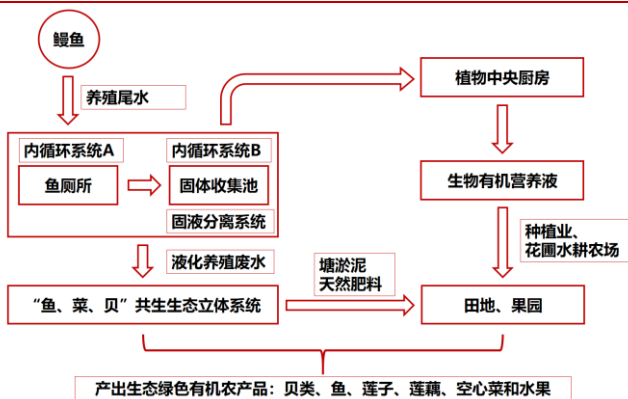 鳗鱼
养殖尾水
植物中央厨房
内循环系统A
内循环系统B
鱼厕所
固体收集池
固液分离系统
生物有机营养液
液化养殖废水
种植业、
花圃水耕农场
塘淤泥
天然肥料
“鱼、菜、贝”共生生态立体系统
田地、果园
产出生态绿色有机农产品：贝类、鱼、莲子、莲藕、空心菜和水果